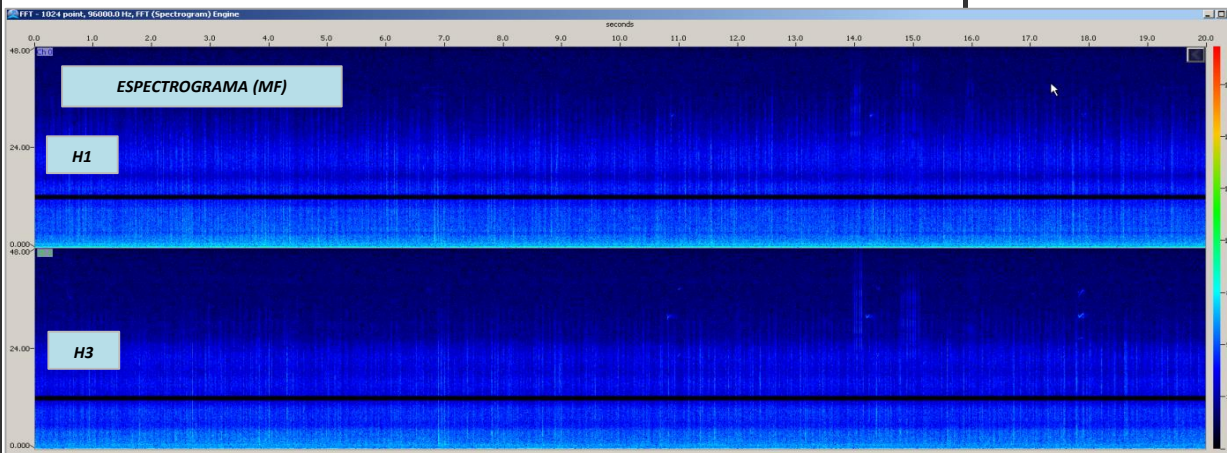 FFT - 1024 point, 96000.0 Hz, FFT (Spectrogram) Engine
seconds
0.0 1.0 2.0 3.0 4.0 5.0 6.0 7.0 8.0 9.0 10.0 11.0 12.0 13.0 14.0 15.0 16.0 17.0 18.0 19.0 20.0
48.00
Ch 0
ESPECTROGRAMA (MF)
24.00
H1
0.000
48.00
H3
24.00
0.000